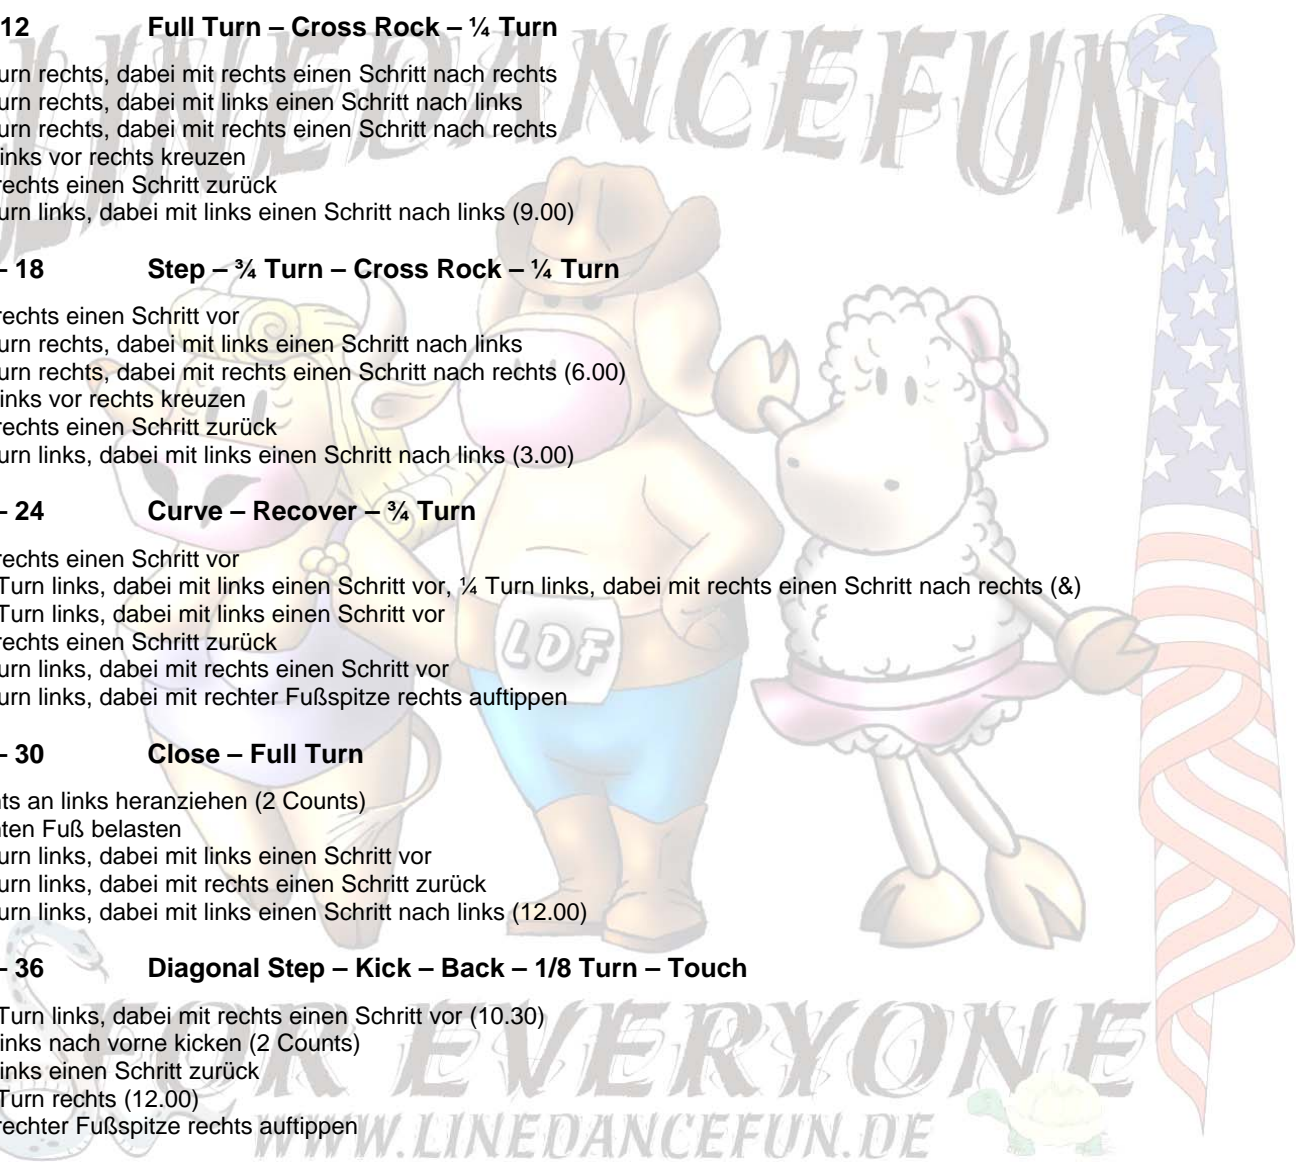 LINEDANCEFUN
12 Full Turn – Cross Rock – ¼ Turn
urn rechts, dabei mit rechts einen Schritt nach rechts
urn rechts, dabei mit links einen Schritt nach links
urn rechts, dabei mit rechts einen Schritt nach rechts
inks vor rechts kreuzen
rechts einen Schritt zurück
urn links, dabei mit links einen Schritt nach links (9.00)
– 18 Step – ¾ Turn – Cross Rock – ¼ Turn
rechts einen Schritt vor
urn rechts, dabei mit links einen Schritt nach links
urn rechts, dabei mit rechts einen Schritt nach rechts (6.00)
inks vor rechts kreuzen
rechts einen Schritt zurück
urn links, dabei mit links einen Schritt nach links (3.00)
– 24 Curve – Recover – ¾ Turn
rechts einen Schritt vor
Turn links, dabei mit links einen Schritt vor, ¼ Turn links, dabei mit rechts einen Schritt nach rechts (&)
Turn links, dabei mit links einen Schritt vor
rechts einen Schritt zurück
urn links, dabei mit rechts einen Schritt vor
urn links, dabei mit rechter Fußspitze rechts auftippen
LDF
– 30 Close – Full Turn
ts an links heranziehen (2 Counts)
ten Fuß belasten
urn links, dabei mit links einen Schritt vor
urn links, dabei mit rechts einen Schritt zurück
urn links, dabei mit links einen Schritt nach links (12.00)
– 36 Diagonal Step – Kick – Back – 1/8 Turn – Touch
Turn links, dabei mit rechts einen Schritt vor (10.30)
inks nach vorne kicken (2 Counts)
inks einen Schritt zurück
Turn rechts (12.00)
rechter Fußspitze rechts auftippen
FOR EVERYONE
WWW.LINEDANCEFUN.DE